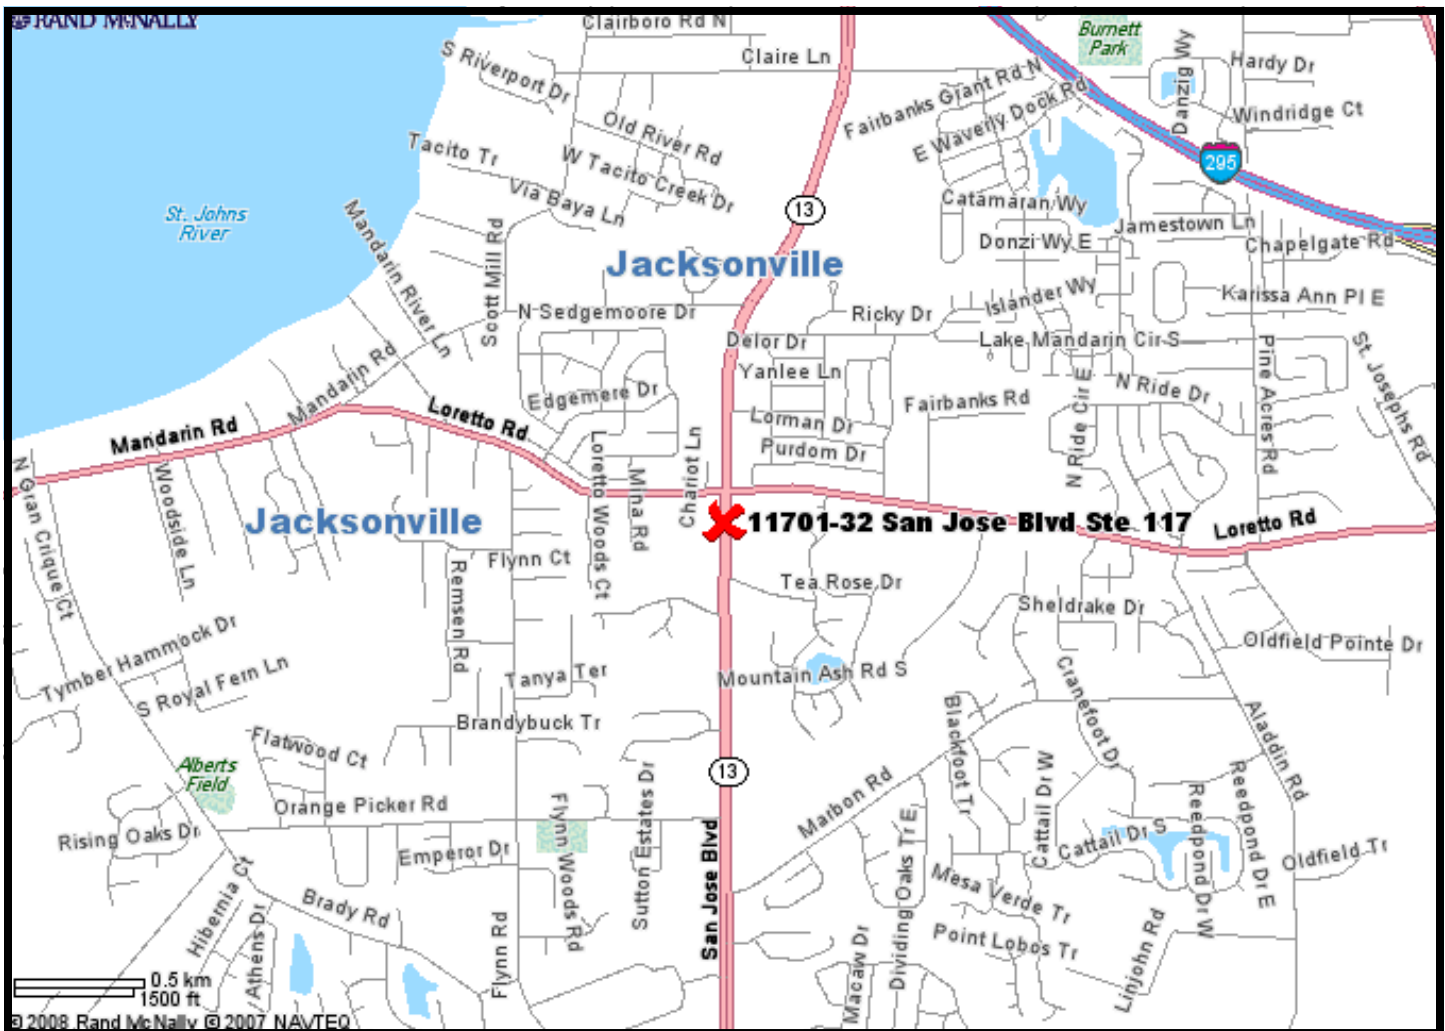 RAND McNALLY
Clairboro Rd N
Burnett
Park
S Riverport Dr
Claire Ln
Danzig Wy
Hardy Dr
Fairbanks Grant Rd N
E Waverly Dock Rd
Windridge Ct
Old River Rd
Tacito Tr
W Tacito Creek Dr
295
Via Baya Ln
Catamaran Wy
St. Johns
River
13
Mandarin River Ln
Scott Mill Rd
Jamestown Ln
Donzi Wy E
Chapelgate Rd
Jacksonville
Islander Wy
Karissa Ann Pl E
N Sedgemoore Dr
Ricky Dr
Delor Dr
Lake Mandarin Cir S
Pine Acres Rd
St. Josephs Rd
Mandarin Rd
Yanlee Ln
N Ride Cir E
N Ride Dr
Edgemere Dr
Fairbanks Rd
Loretto Rd
Lorman Dr
Mandarin Rd
Purdom Dr
N Gran Crique Ct
Woodside Ln
Loretto Woods Ct
Mina Rd
Chariot Ln
Jacksonville
11701-32 San Jose Blvd Ste 117
Loretto Rd
Flynn Ct
Remsen Rd
Tea Rose Dr
Sheldrake Dr
Tymber Hammock Dr
Oldfield Pointe Dr
S Royal Fern Ln
Tanya Ter
Mountain Ash Rd S
Cranefoot Dr
Brandybuck Tr
Blackfoot Tr
Aladdin Rd
Flatwood Ct
Alberts
Field
13
Marbon Rd
Cattail Dr W
Reedpond Dr W
Reedpond Dr E
Orange Picker Rd
Flynn Woods Rd
Sutton Estates Dr
San Jose Blvd
Dividing Oaks Tr E
Rising Oaks Dr
Emperor Dr
Cattail Dr S
Oldfield Tr
Hibernia Ct
Athens Dr
Brady Rd
Mesa Verde Tr
Flynn Rd
Macaw Dr
Point Lobos Tr
Linjohn Rd
0.5 km
1500 ft
© 2008 Rand McNally © 2007 NAVTEQ